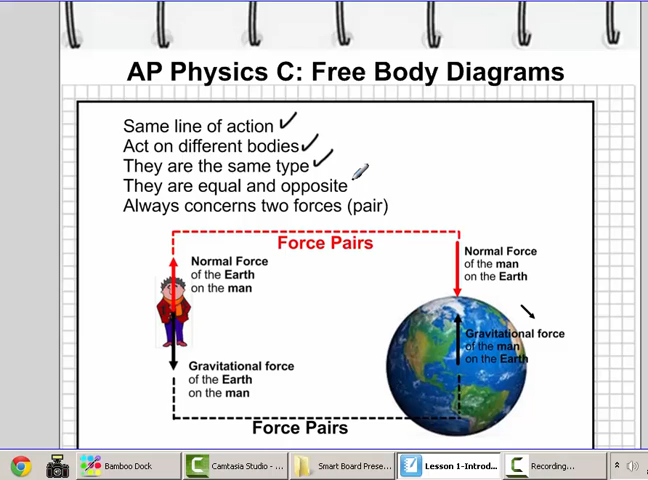 AP Physics C: Free Body Diagrams
Same line of action
Act on different bodies
They are the same type
They are equal and opposite
Always concerns two forces (pair)
Force Pairs
Normal Force
of the Earth
on the man
Normal Force
of the man
on the Earth
Gravitational force
of the man
on the Earth
Gravitational force
of the Earth
on the man
Force Pairs
Bamboo Dock
Camtasia Studio - ...
Smart Board Prese...
Lesson 1-Introd...
Recording...